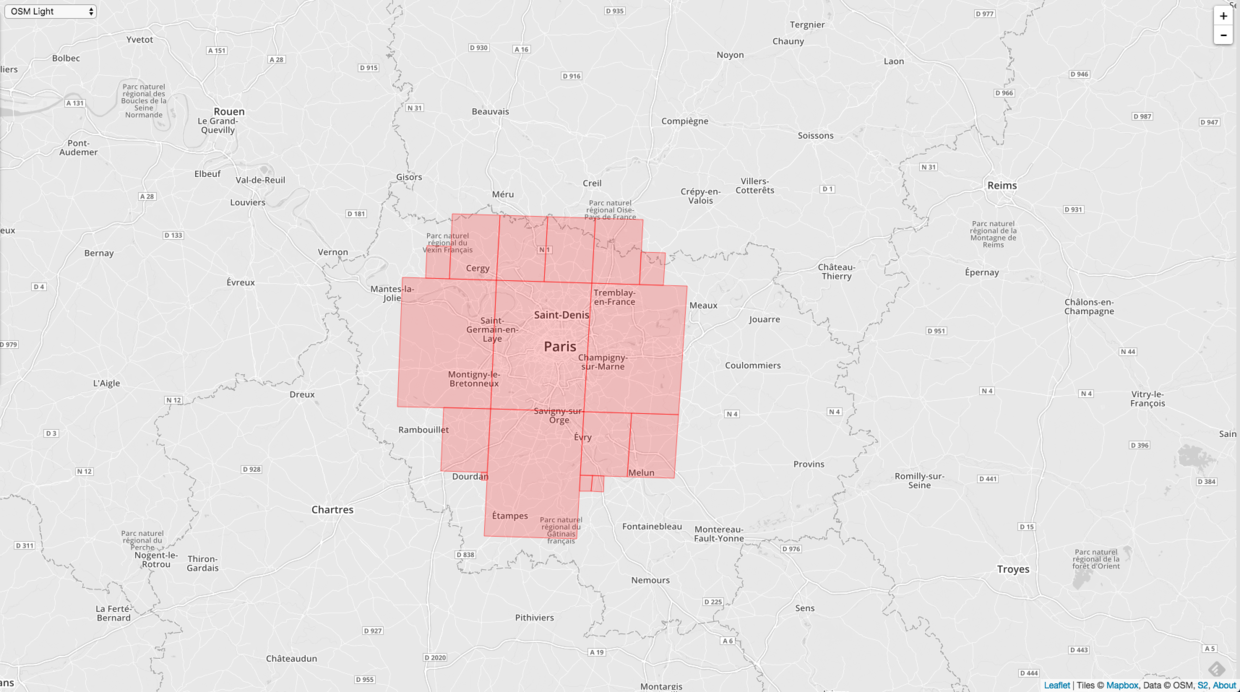 OSM Light
+
−
D 935
D 977
Tergnier
Yvetot
A 151
D 930
A 16
Chauny
Bolbec
A 28
Noyon
Laon
liers
D 915
D 916
D 946
Parc naturel
régional des
Boucles de la
Seine
Normandie
A 131
D 966
Rouen
N 31
Beauvais
D 987
Le Grand-
Quevilly
Compiègne
D 947
Soissons
Pont-
Audemer
N 31
Elbeuf
Val-de-Reuil
Gisors
Creil
Villers-
Cotterêts
D 1
Reims
A 28
Méru
Crépy-en-
Valois
Louviers
D 181
Parc naturel
régional Oise-
Pays de France
D 931
eux
D 133
Parc naturel
régional du
Vexin Français
N 1
Parc naturel
régional de la
Montagne de
Reims
Bernay
Vernon
Cergy
Château-
Thierry
Épernay
D 4
Évreux
Mantes-la-
Jolie
Tremblay-
en-France
Meaux
Châlons-en-
Champagne
Saint-
Germain-en-
Laye
Saint-Denis
Jouarre
D 951
D 979
Paris
N 44
Champigny-
sur-Marne
Coulommiers
L'Aigle
Montigny-le-
Bretonneux
Dreux
N 12
N 4
N 4
Vitry-le-
François
Savigny-sur-
Orge
N 4
N 4
D 3
Rambouillet
Évry
Sain
D 396
N 12
D 928
Dourdan
Melun
Provins
Romilly-sur-
Seine
D 441
D 384
Chartres
Étampes
Parc naturel
régional du
Gâtinais
français
Fontainebleau
Montereau-
Fault-Yonne
D 15
D 311
Parc naturel
régional du
Perche
Nogent-le-
Rotrou
Thiron-
Gardais
D 838
D 976
Parc naturel
régional de la
forêt d'Orient
Troyes
Nemours
La Ferté-
Bernard
D 225
Sens
Pithiviers
D 927
A 6
Châteaudun
D 2020
A 19
D 443
A 5
D 955
D 444
ans
Montargis
Leaflet | Tiles © Mapbox, Data © OSM, S2, About